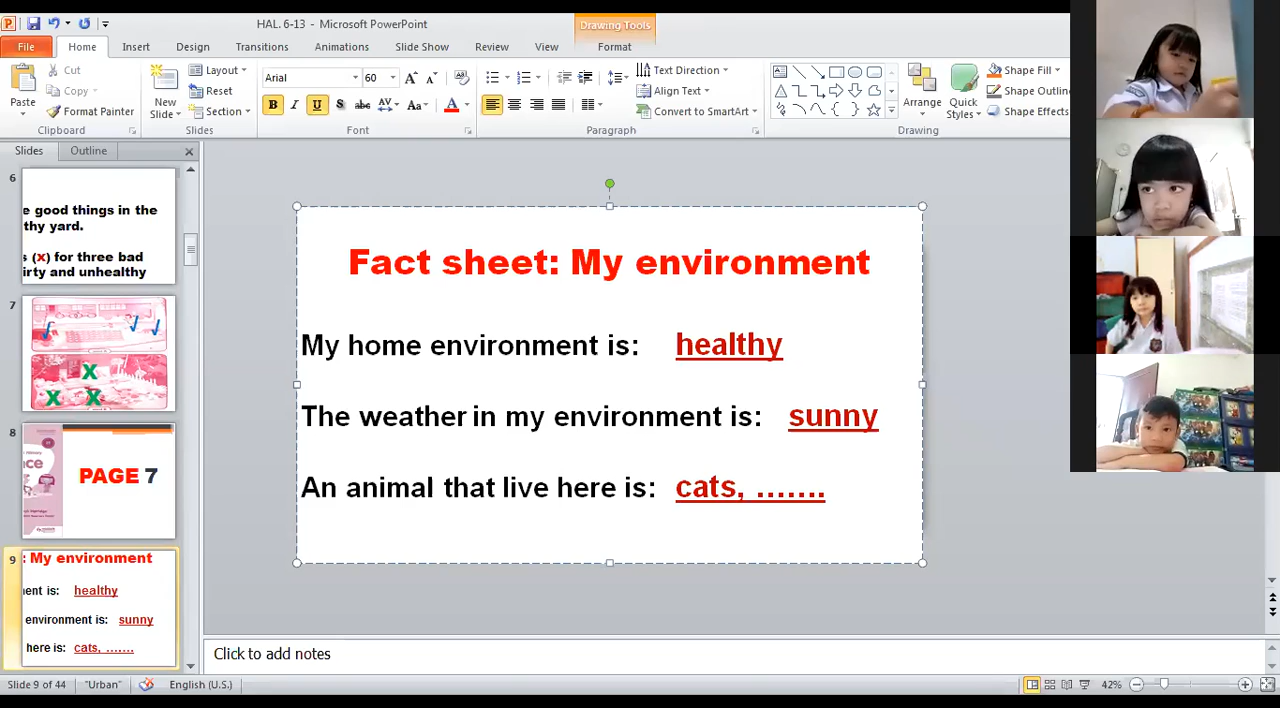 HAL. 6-13 - Microsoft PowerPoint
Drawing Tools
File Home Insert Design Transitions Animations Slide Show Review View Format
Paste
Cut
Copy
Format Painter
Clipboard
New Slide
Layout
Reset
Section
Slides
Arial 60
B I U S abc AV Aa A
Font
Text Direction
Align Text
Convert to SmartArt
Paragraph
Arrange
Quick Styles
Shape Fill
Shape Outlin
Shape Effects
Drawing
Slides Outline
6
e good things in the
thy yard.
s (x) for three bad
irty and unhealthy
7
X
X X
8
PAGE 7
9
: My environment
ent is: healthy
environment is: sunny
here is: cats, .......
Fact sheet: My environment
My home environment is: healthy
The weather in my environment is: sunny
An animal that live here is: cats, .......
Click to add notes
Slide 9 of 44 "Urban" English (U.S.) 42%